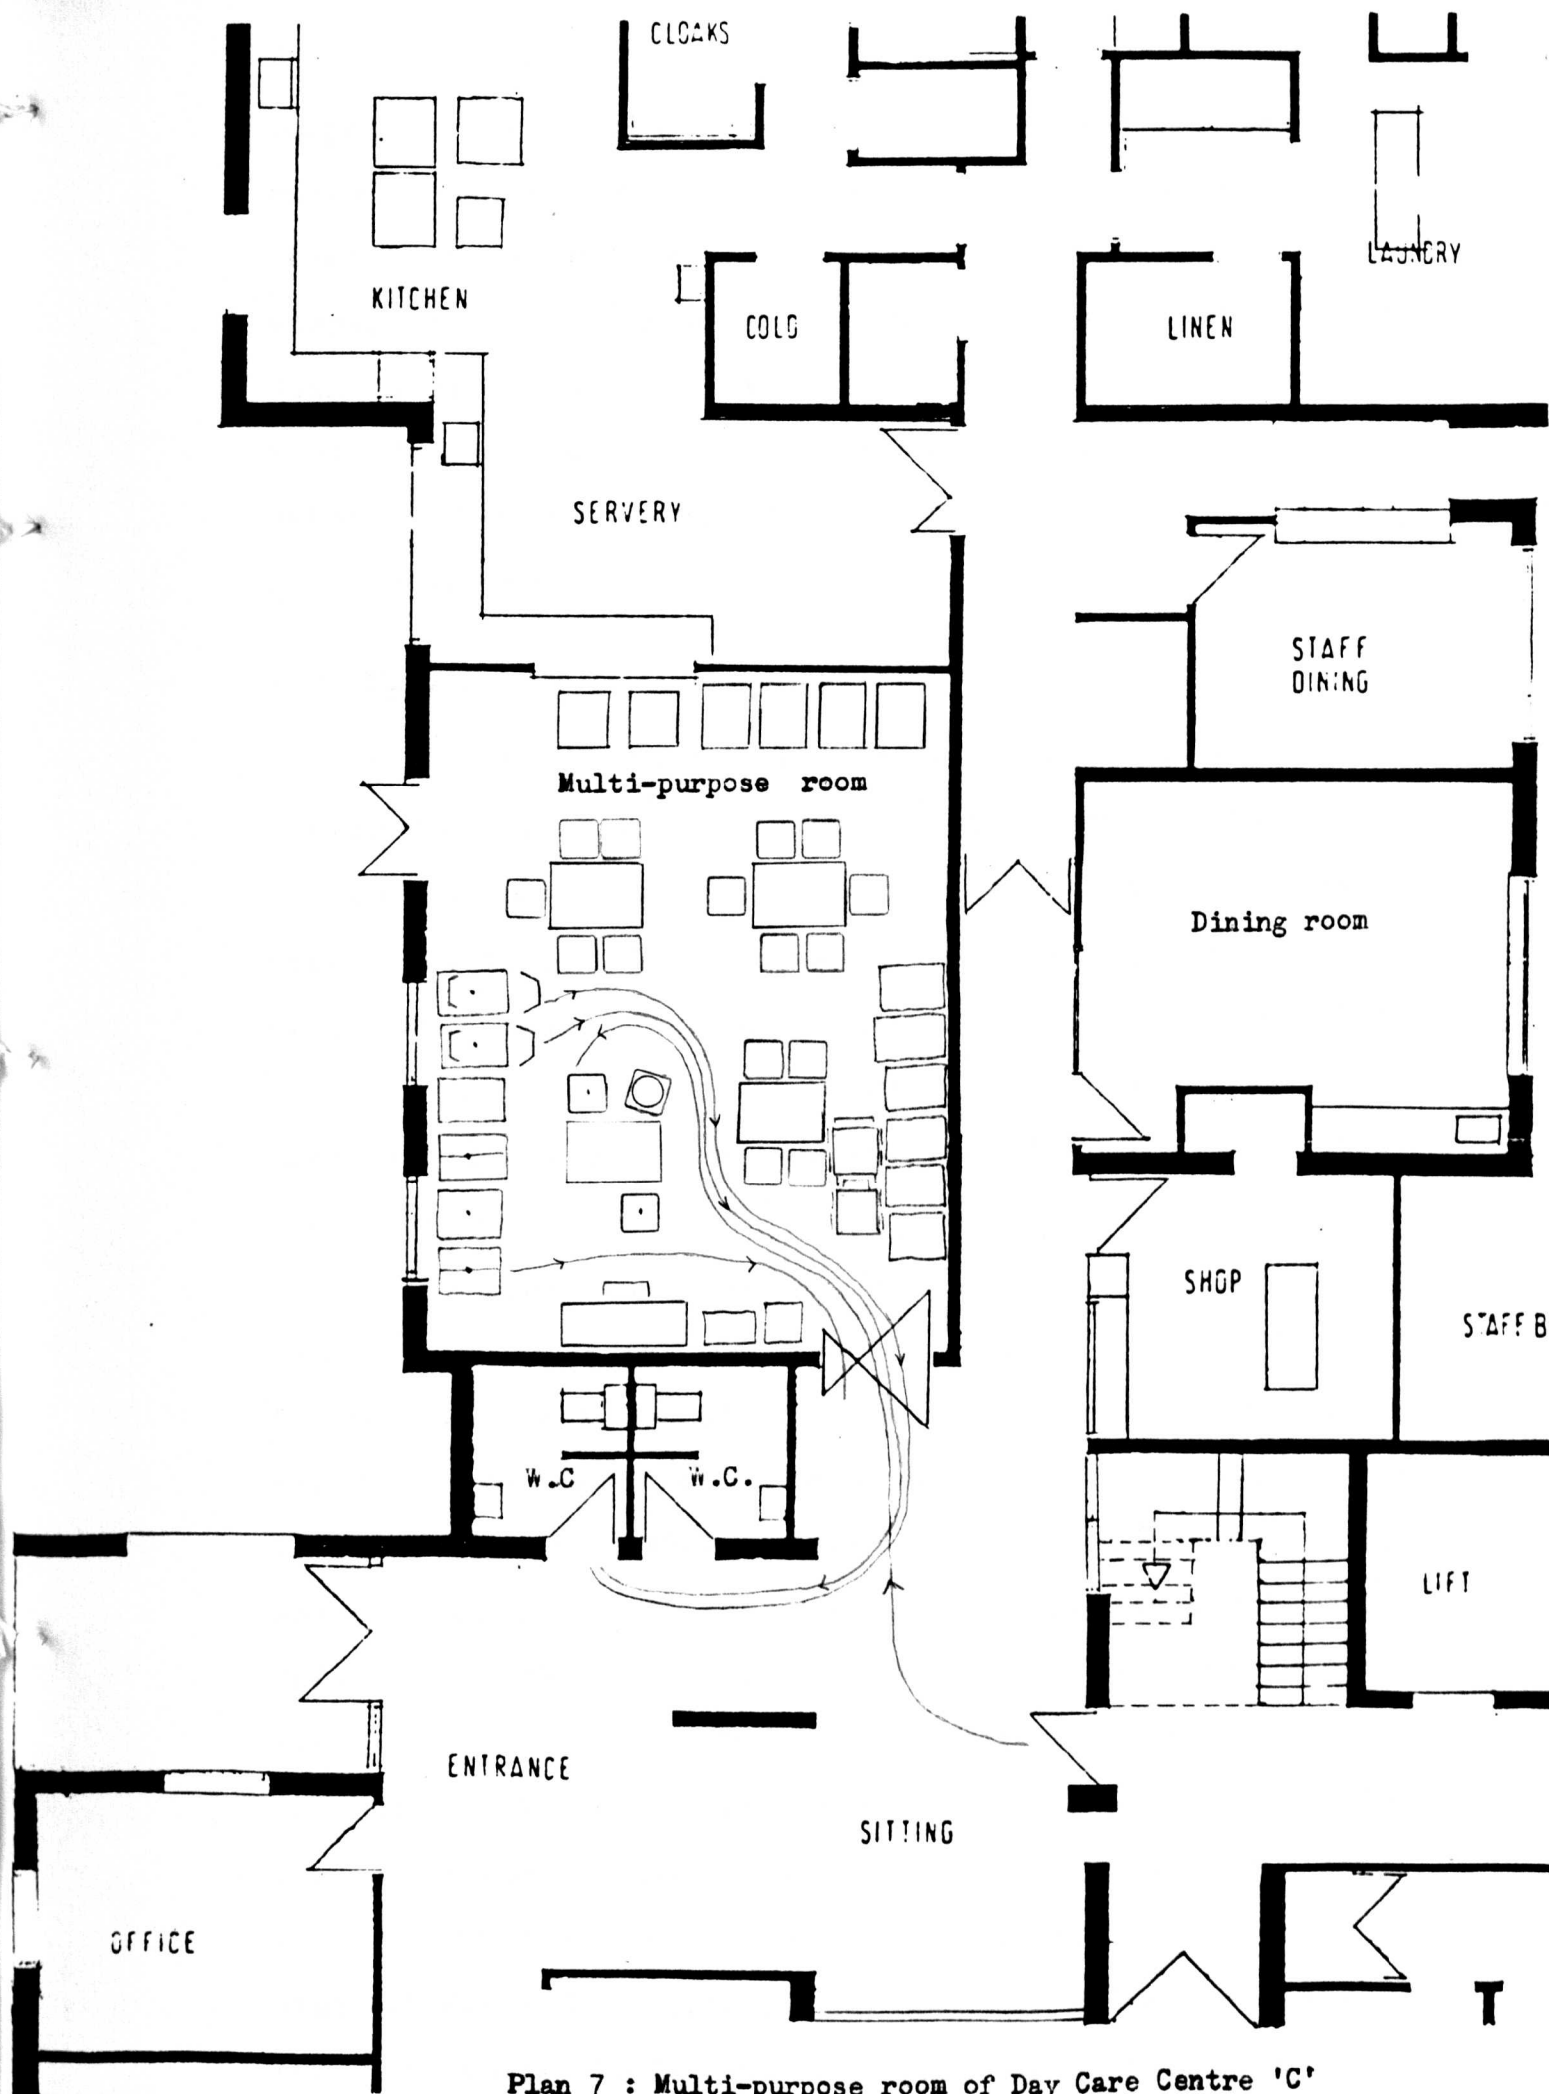 CLOAKS
LAUNDRY
KITCHEN
COLD
LINEN
SERVERY
STAFF
DINING
Multi-purpose room
Dining room
SHOP
STAFF B
W.C
W.C.
LIFT
ENTRANCE
SITTING
OFFICE
Plan 7 : Multi-purpose room of Day Care Centre 'C'